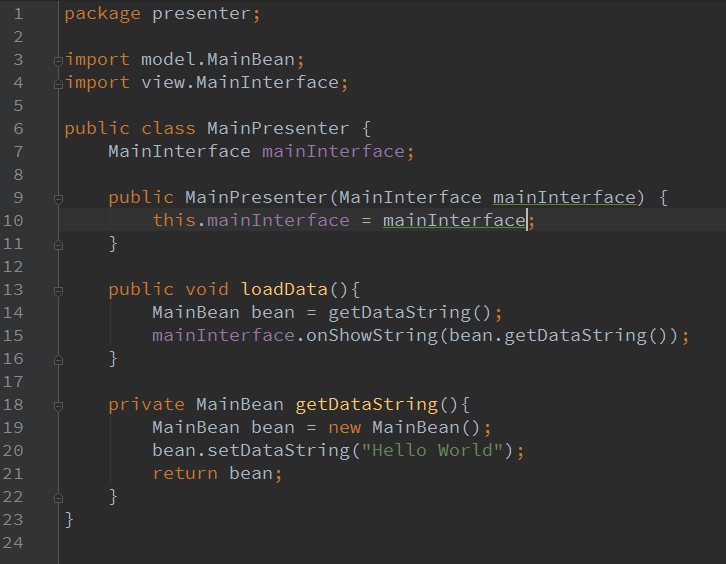 1 package presenter;
2
3 import model.MainBean;
4 import view.MainInterface;
5
6 public class MainPresenter {
7     MainInterface mainInterface;
8
9     public MainPresenter(MainInterface mainInterface) {
10         this.mainInterface = mainInterface;
11     }
12
13     public void loadData(){
14         MainBean bean = getDataString();
15         mainInterface.onShowString(bean.getDataString());
16     }
17
18     private MainBean getDataString(){
19         MainBean bean = new MainBean();
20         bean.setDataString("Hello World");
21         return bean;
22     }
23 }
24